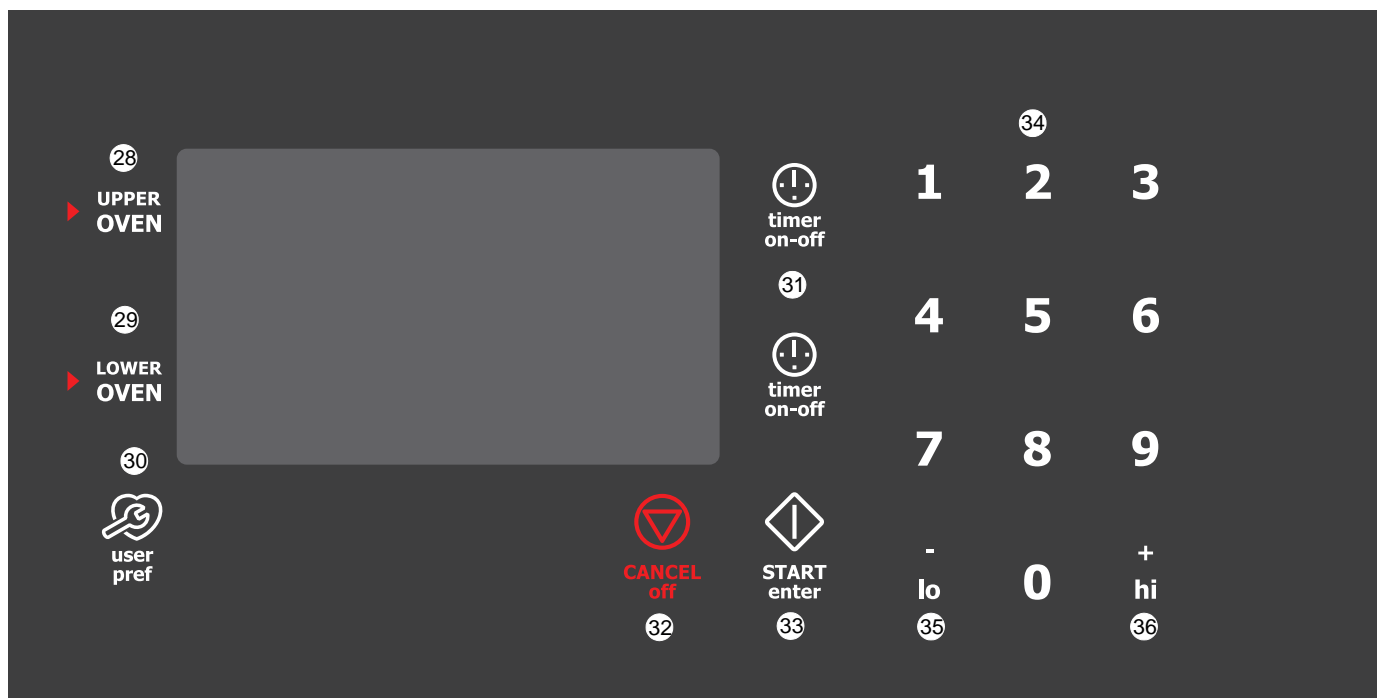 34
28
UPPER
OVEN
timer
on-off
1 2 3
31
29
LOWER
OVEN
timer
on-off
4 5 6
30
user
pref
7 8 9
CANCEL
off
START
enter
-
lo
0
+
hi
32
33
35
36